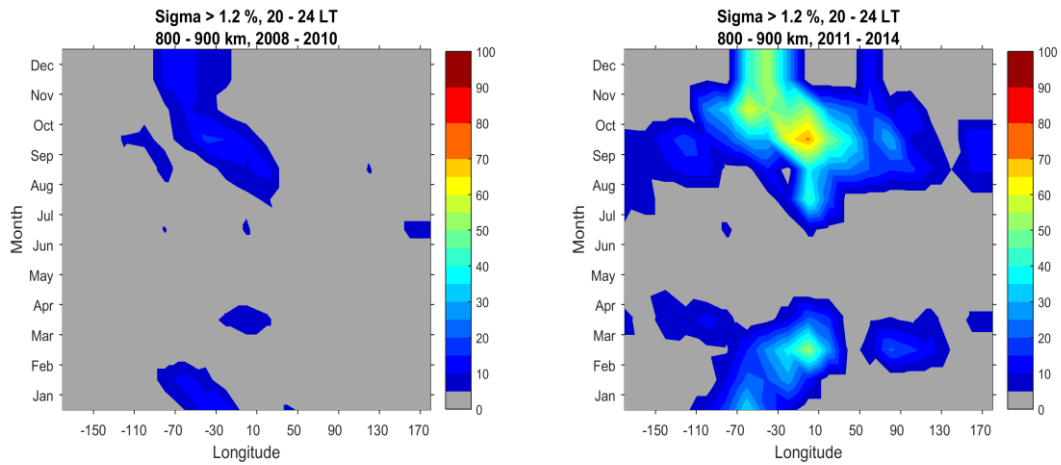 Sigma > 1.2 %, 20 - 24 LT
800 - 900 km, 2008 - 2010
Month
Dec
Nov
Oct
Sep
Aug
Jul
Jun
May
Apr
Mar
Feb
Jan
-150 -110 -70 -30 10 50 90 130 170
Longitude
100
90
80
70
60
50
40
30
20
10
0
Sigma > 1.2 %, 20 - 24 LT
800 - 900 km, 2011 - 2014
Month
Dec
Nov
Oct
Sep
Aug
Jul
Jun
May
Apr
Mar
Feb
Jan
-150 -110 -70 -30 10 50 90 130 170
Longitude
100
90
80
70
60
50
40
30
20
10
0